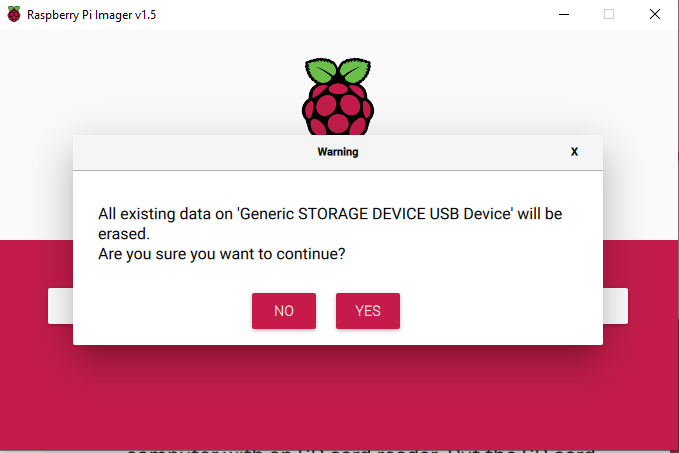 Raspberry Pi Imager v1.5
Warning
X
All existing data on 'Generic STORAGE DEVICE USB Device' will be
erased.
Are you sure you want to continue?
NO
YES